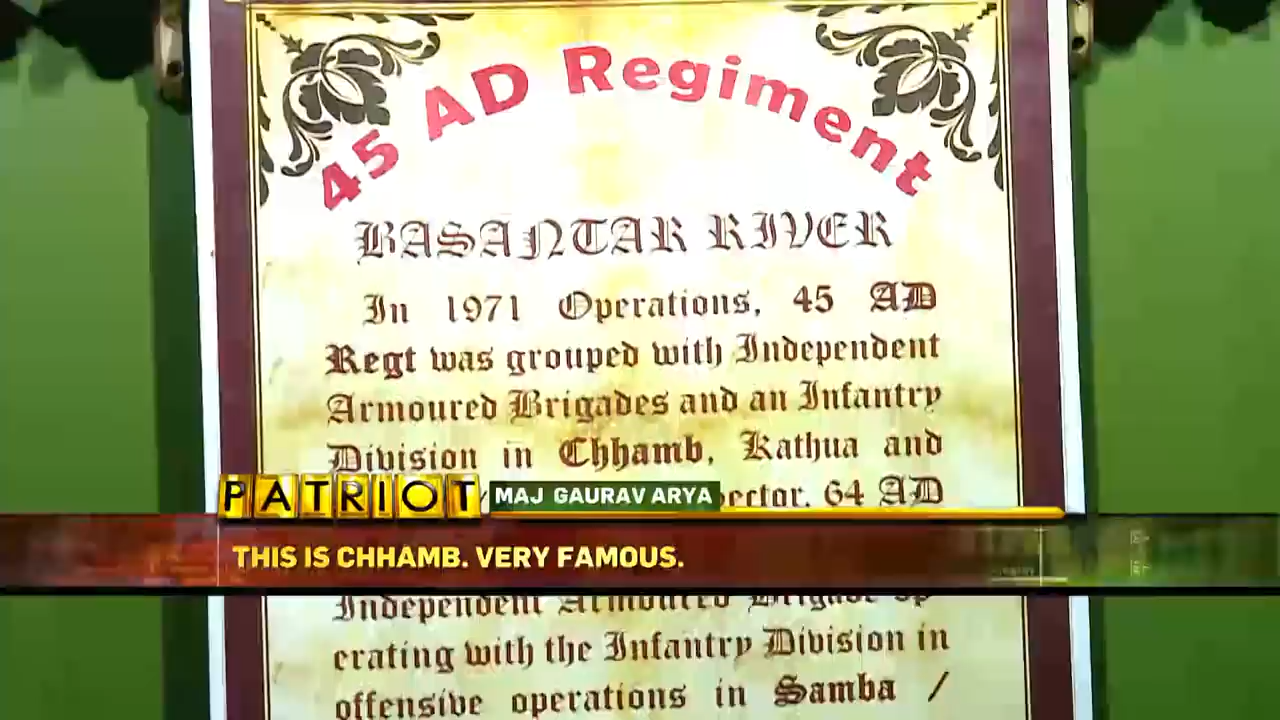 45 AD Regiment
BASANTAR RIVER
In 1971 Operations, 45 AD
Regt was grouped with Independent
Armoured Brigades and an Infantry
Division in Chhamb, Kathua and
64 AD
PATRIOT MAJ GAURAV ARYA
THIS IS CHHAMB. VERY FAMOUS.
Independent Armoured Brigade op
erating with the Infantry Division in
offensive operations in Samba /